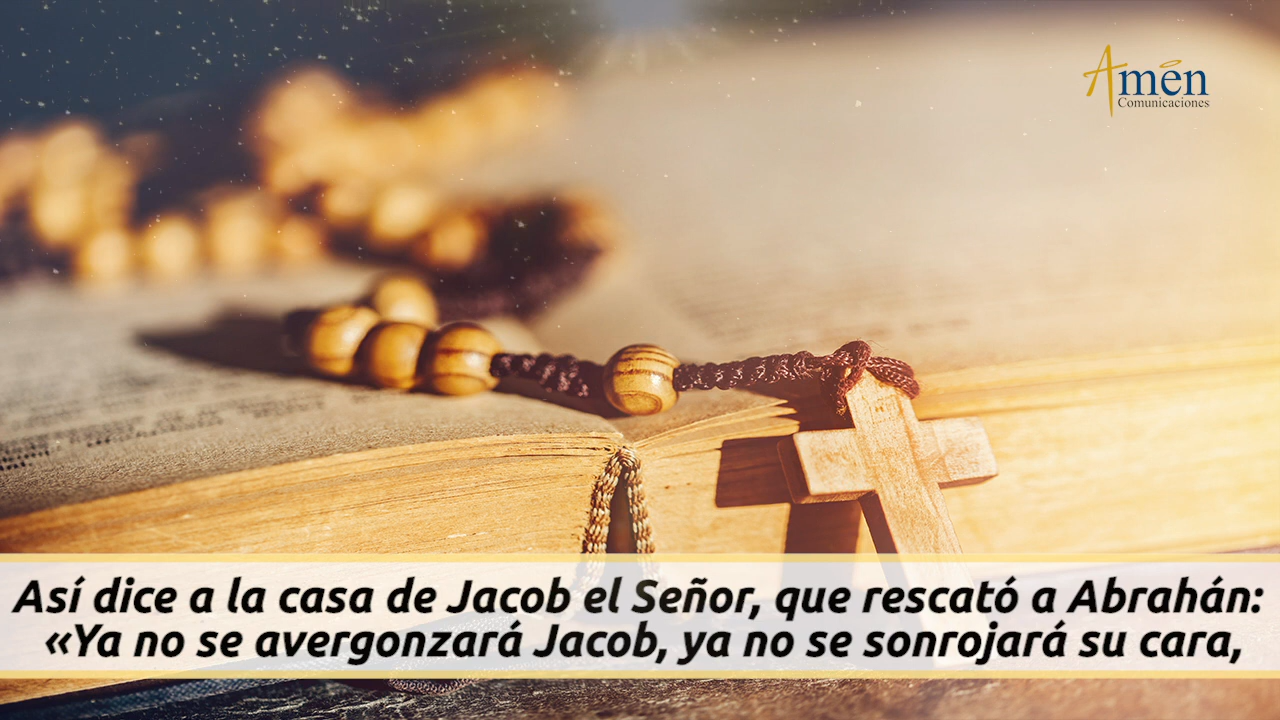 Amén
Comunicaciones
Así dice a la casa de Jacob el Señor, que rescató a Abrahán:
«Ya no se avergonzará Jacob, ya no se sonrojará su cara,